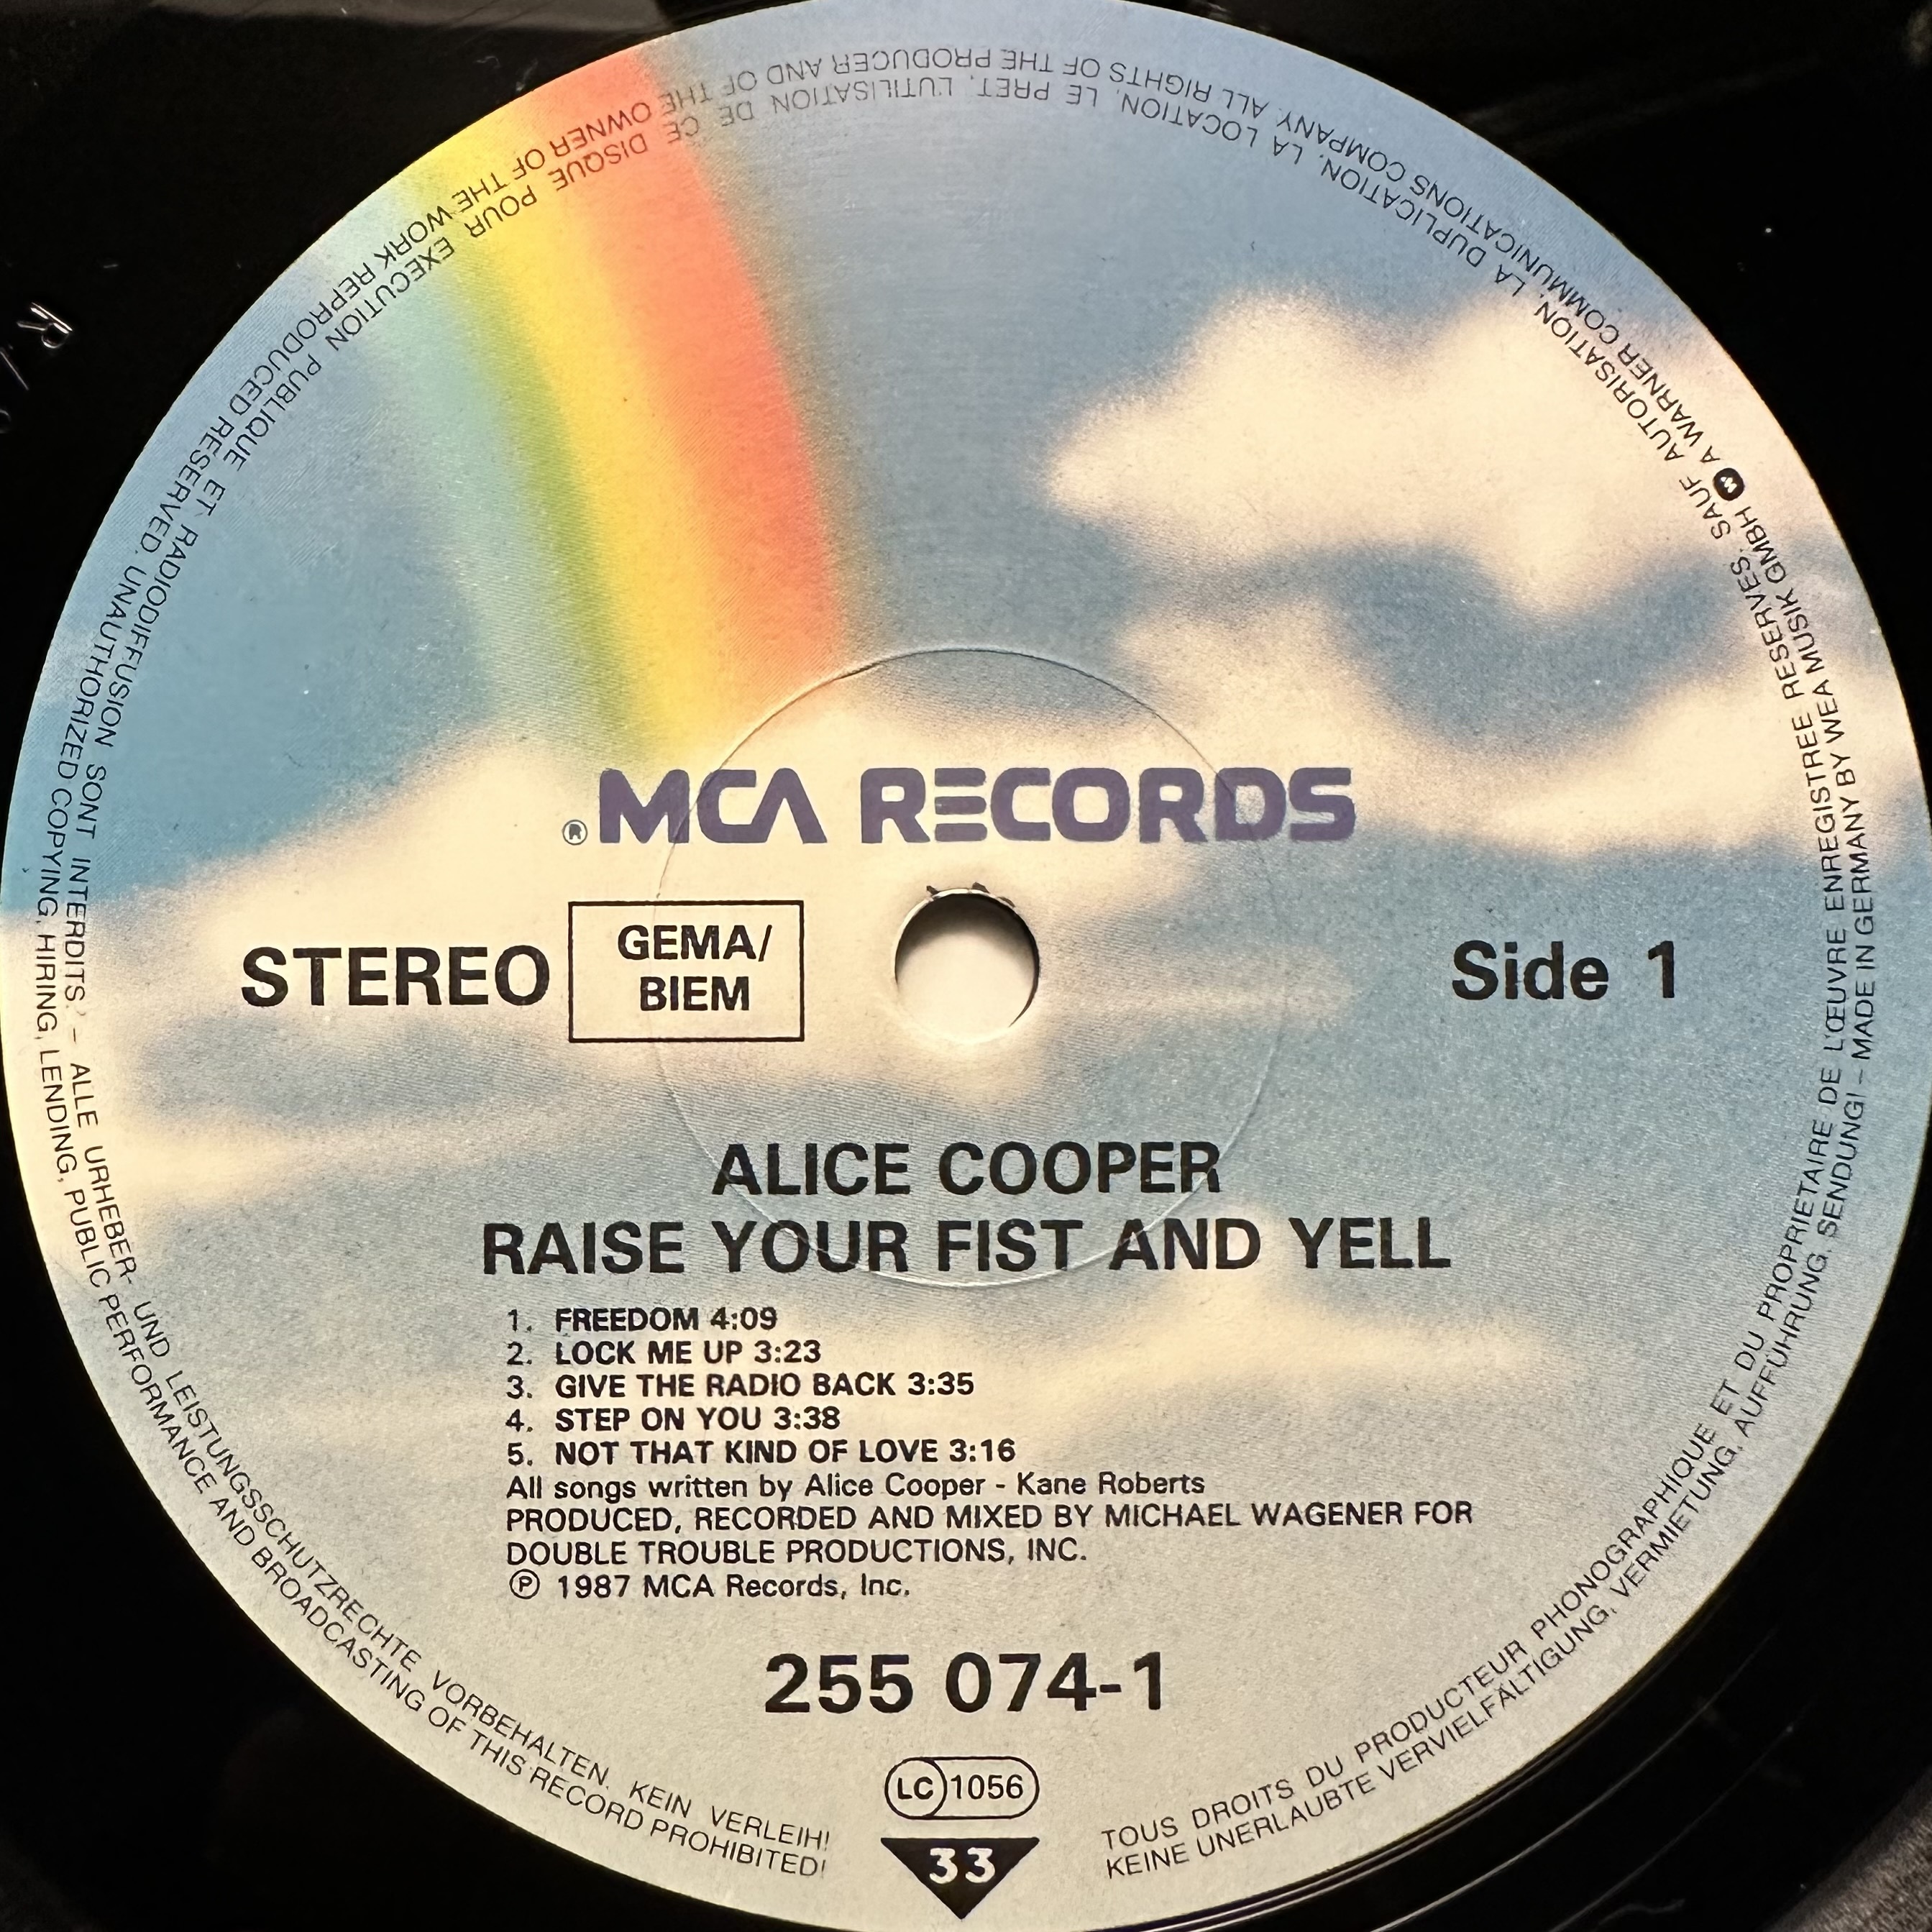 ® MCA RECORDS
STEREO
GEMA/
BIEM
Side 1
ALICE COOPER
RAISE YOUR FIST AND YELL
1. FREEDOM 4:09
2. LOCK ME UP 3:23
3. GIVE THE RADIO BACK 3:35
4. STEP ON YOU 3:38
5. NOT THAT KIND OF LOVE 3:16
All songs written by Alice Cooper - Kane Roberts
PRODUCED, RECORDED AND MIXED BY MICHAEL WAGENER FOR
DOUBLE TROUBLE PRODUCTIONS, INC.
℗ 1987 MCA Records, Inc.
255 074-1
LC 1056
33
TOUS DROITS DU PRODUCTEUR PHONOGRAPHIQUE ET DU PROPRIETAIRE DE L'ŒUVRE ENREGISTREE RESERVES. SAUF AUTORISATION, LA DUPLICATION, LA LOCATION, LE PRET, L'UTILISATION DE CE DISQUE POUR EXECUTION PUBLIQUE ET RADIODIFFUSION SONT INTERDITS. – ALLE URHEBER- UND LEISTUNGSSCHUTZRECHTE VORBEHALTEN. KEIN VERLEIH!
KEINE UNERLAUBTE VERVIELFÄLTIGUNG, VERMIETUNG, AUFFÜHRUNG, SENDUNG! – MADE IN GERMANY BY WEA MUSIK GMBH A WARNER COMMUNICATIONS COMPANY. ALL RIGHTS OF THE PRODUCER AND OF THE OWNER OF THE WORK REPRODUCED RESERVED. UNAUTHORIZED COPYING, HIRING, LENDING, PUBLIC PERFORMANCE AND BROADCASTING OF THIS RECORD PROHIBITED!